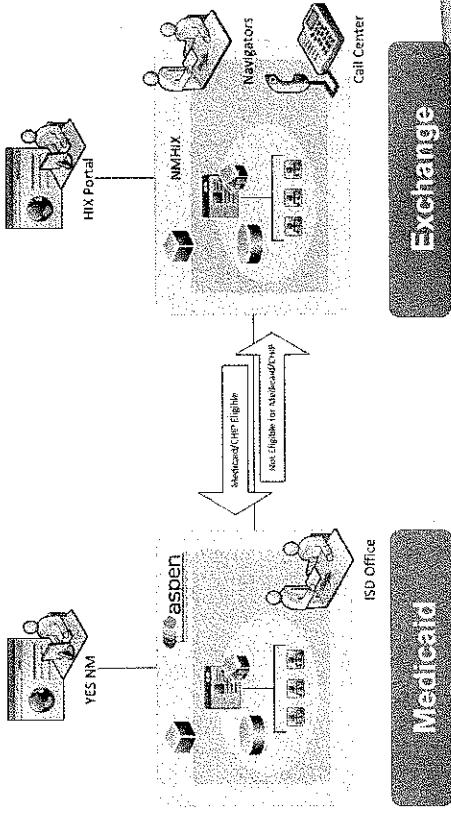 YES NM
HIX Portal
aspen
NMHIX
Navigators
Call Center
ISD Office
Medicaid/CHIP Eligible
Not Eligible for Medicaid/CHIP
Medicaid
Exchange